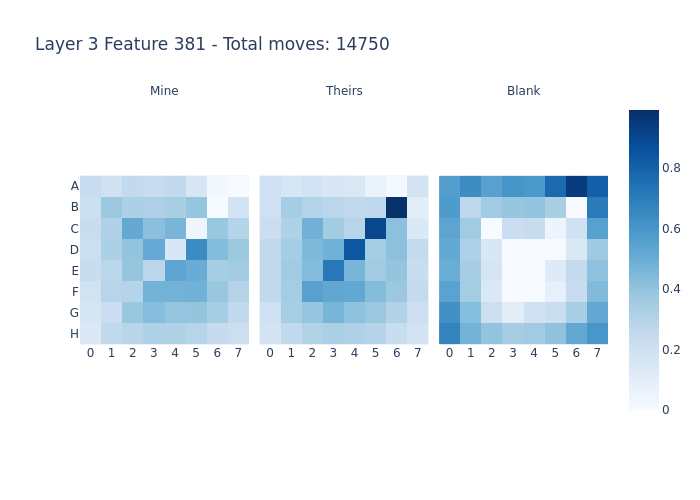 Layer 3 Feature 381 - Total moves: 14750
Mine Theirs Blank
A
B
C
D
E
F
G
H
0 1 2 3 4 5 6 7 0 1 2 3 4 5 6 7 0 1 2 3 4 5 6 7
0.8
0.6
0.4
0.2
0